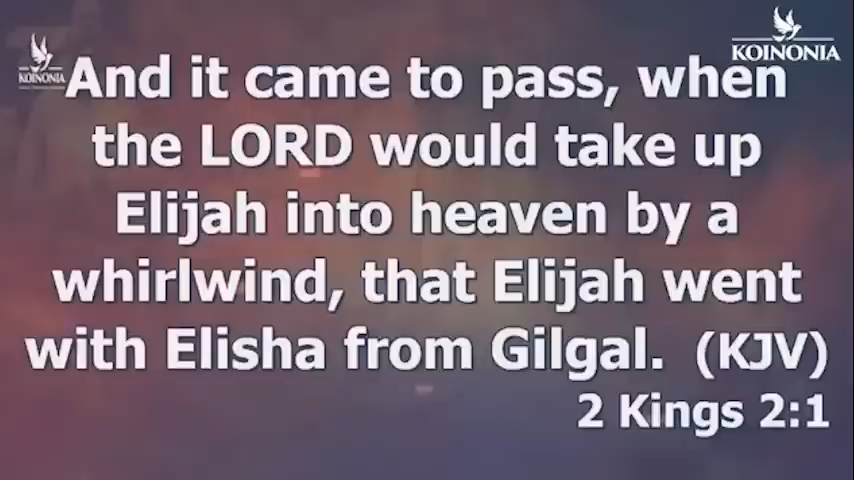 KOINONIA
KOINONIA
And it came to pass, when
the LORD would take up
Elijah into heaven by a
whirlwind, that Elijah went
with Elisha from Gilgal. (KJV)
2 Kings 2:1